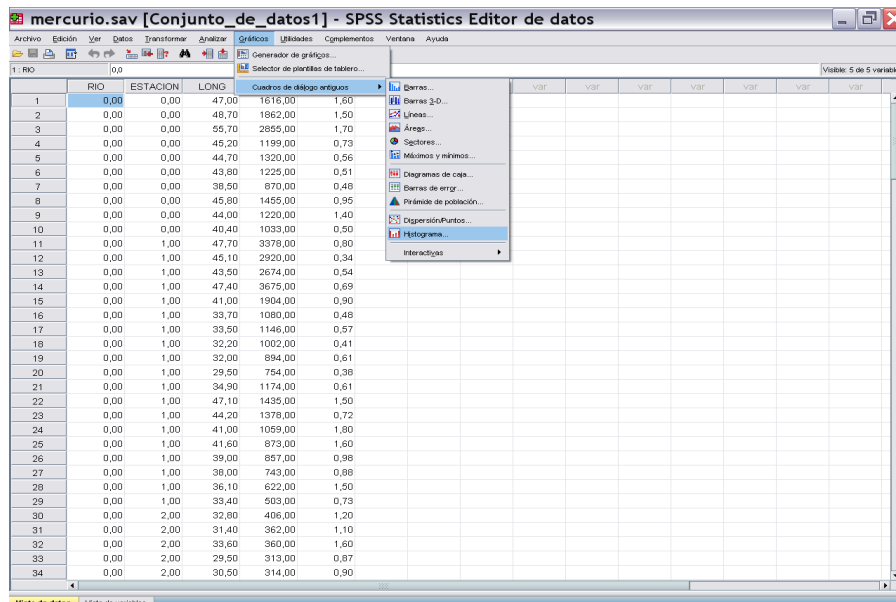 mercurio.sav [Conjunto_de_datos1] - SPSS Statistics Editor de datos
Archivo Edición Ver Datos Transformar Analizar Gráficos Utilidades Complementos Ventana Ayuda
Generador de gráficos...
Selector de plantillas de tablero...
Cuadros de diálogo antiguos
1 : RIO 0,0 Visible: 5 de 5 variabl
Barras...
Barras 3-D...
Líneas...
Áreas...
Sectores...
Máximos y mínimos...
Diagramas de caja...
Barras de error...
Pirámide de población...
Dispersión/Puntos...
Histograma...
Interactivas
RIO ESTACION LONG var var var var var var
1 0,00 0,00 47,00 1616,00 1,60
2 0,00 0,00 48,70 1862,00 1,50
3 0,00 0,00 55,70 2855,00 1,70
4 0,00 0,00 45,20 1199,00 0,73
5 0,00 0,00 44,70 1320,00 0,56
6 0,00 0,00 43,80 1225,00 0,51
7 0,00 0,00 38,50 870,00 0,48
8 0,00 0,00 45,80 1455,00 0,95
9 0,00 0,00 44,00 1220,00 1,40
10 0,00 0,00 40,40 1033,00 0,50
11 0,00 1,00 47,70 3378,00 0,80
12 0,00 1,00 45,10 2920,00 0,34
13 0,00 1,00 43,50 2674,00 0,54
14 0,00 1,00 47,40 3675,00 0,69
15 0,00 1,00 41,00 1904,00 0,90
16 0,00 1,00 33,70 1080,00 0,48
17 0,00 1,00 33,50 1146,00 0,57
18 0,00 1,00 32,20 1002,00 0,41
19 0,00 1,00 32,00 894,00 0,61
20 0,00 1,00 29,50 754,00 0,38
21 0,00 1,00 34,90 1174,00 0,61
22 0,00 1,00 47,10 1435,00 1,50
23 0,00 1,00 44,20 1378,00 0,72
24 0,00 1,00 41,00 1059,00 1,80
25 0,00 1,00 41,60 873,00 1,60
26 0,00 1,00 39,00 857,00 0,98
27 0,00 1,00 38,00 743,00 0,88
28 0,00 1,00 36,10 622,00 1,50
29 0,00 1,00 33,40 503,00 0,73
30 0,00 2,00 32,80 406,00 1,20
31 0,00 2,00 31,40 362,00 1,10
32 0,00 2,00 33,60 360,00 1,60
33 0,00 2,00 29,50 313,00 0,87
34 0,00 2,00 30,50 314,00 0,90
Vista de datos Vista de variables